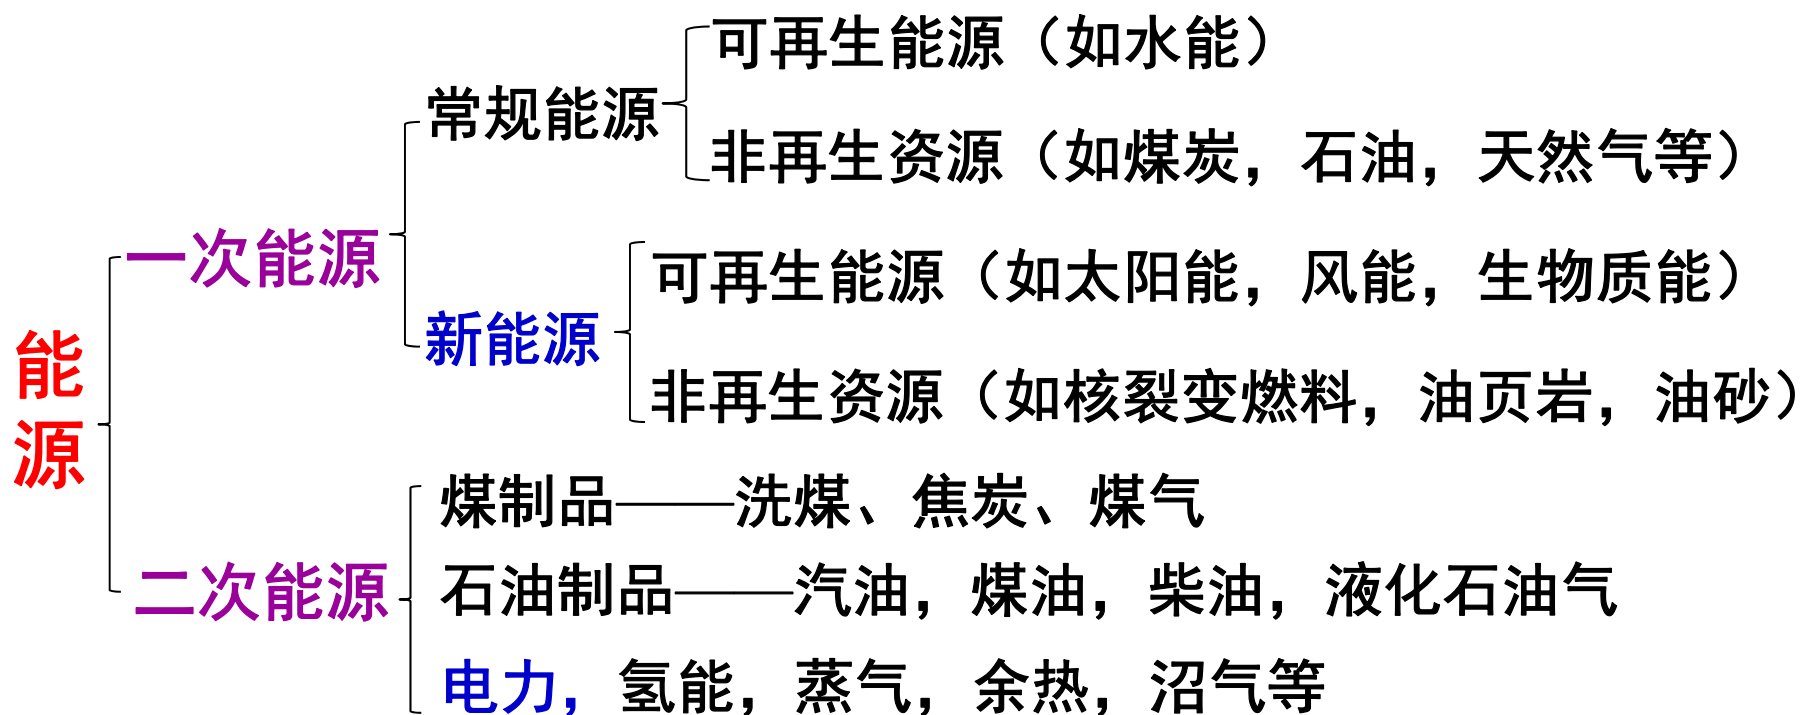 可再生能源（如水能）
常规能源
非再生资源（如煤炭，石油，天然气等）
一次能源
可再生能源（如太阳能，风能，生物质能）
新能源
非再生资源（如核裂变燃料，油页岩，油砂）
能源
煤制品——洗煤、焦炭、煤气
二次能源
石油制品——汽油，煤油，柴油，液化石油气
电力，氢能，蒸气，余热，沼气等